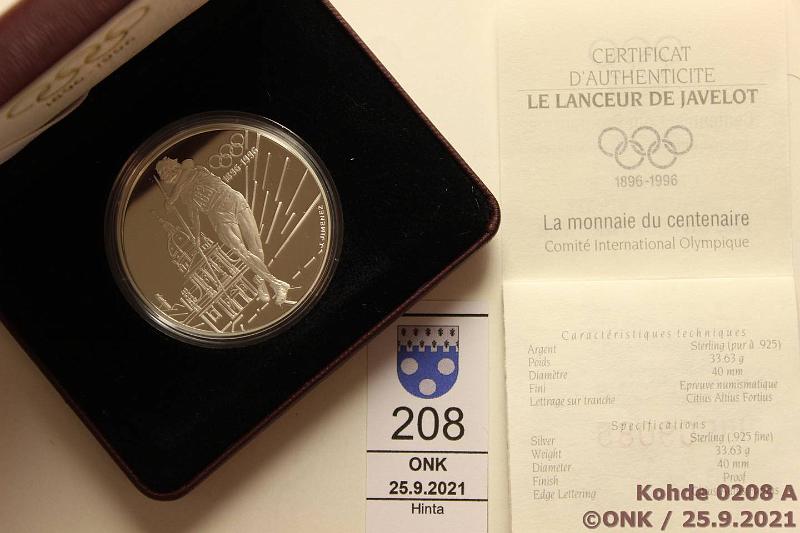 1896-1996
1896-1996
J. JIMENEZ
CERTIFICAT
D'AUTHENTICITE
LE LANCEUR DE JAVELOT
1896-1996
La monnaie du centenaire
Comité International Olympique
Caractéristiques techniques
Argent Sterling (pur à .925)
Poids 33.63 g
Diamètre 40 mm
Fini Epreuve numismatique
Lettrage sur tranche Citius Altius Fortius
Specifications
Silver Sterling (.925 fine)
Weight 33.63 g
Diameter 40 mm
Finish Proof
Edge Lettering
208
ONK
25.9.2021
Hinta
Kohde 0208 A
©ONK / 25.9.2021